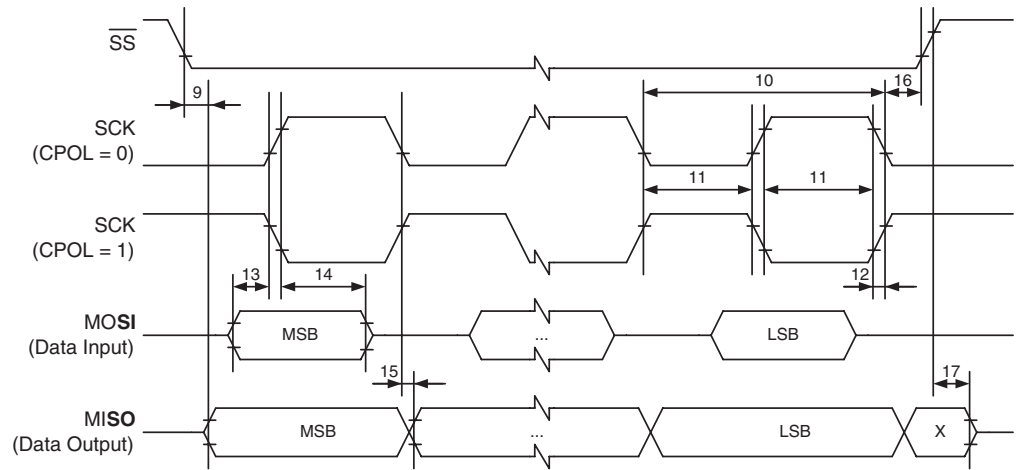 SS
9
10
16
SCK
(CPOL = 0)
11
11
SCK
(CPOL = 1)
13
14
12
MOSI
(Data Input)
MSB
...
LSB
15
17
MISO
(Data Output)
MSB
...
LSB
X